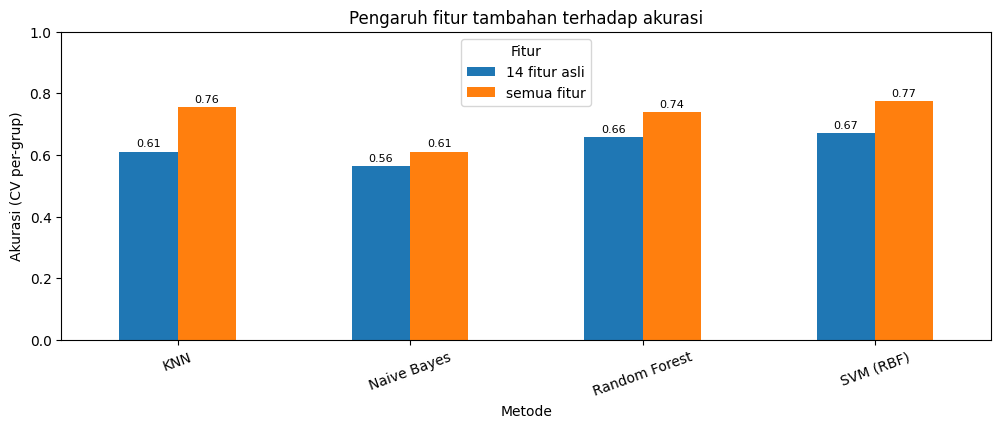 Pengaruh fitur tambahan terhadap akurasi
Akurasi (CV per-grup)
1.0
0.8
0.6
0.4
0.2
0.0
Fitur
14 fitur asli
semua fitur
0.61
0.76
0.56
0.61
0.66
0.74
0.67
0.77
KNN
Naive Bayes
Random Forest
SVM (RBF)
Metode